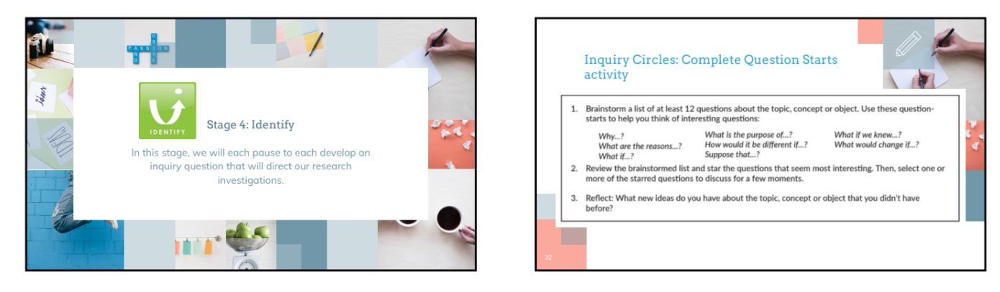 DRIVE
PASSION
AND
ideas
IDENTIFY
Stage 4: Identify
In this stage, we will each pause to each develop an
inquiry question that will direct our research
investigations.
Inquiry Circles: Complete Question Starts
activity
1. Brainstorm a list of at least 12 questions about the topic, concept or object. Use these question-
starts to help you think of interesting questions:
Why...? What is the purpose of...? What if we knew...?
What are the reasons...? How would it be different if...? What would change if...?
What if...? Suppose that...?
2. Review the brainstormed list and star the questions that seem most interesting. Then, select one or
more of the starred questions to discuss for a few moments.
3. Reflect: What new ideas do you have about the topic, concept or object that you didn't have
before?
32